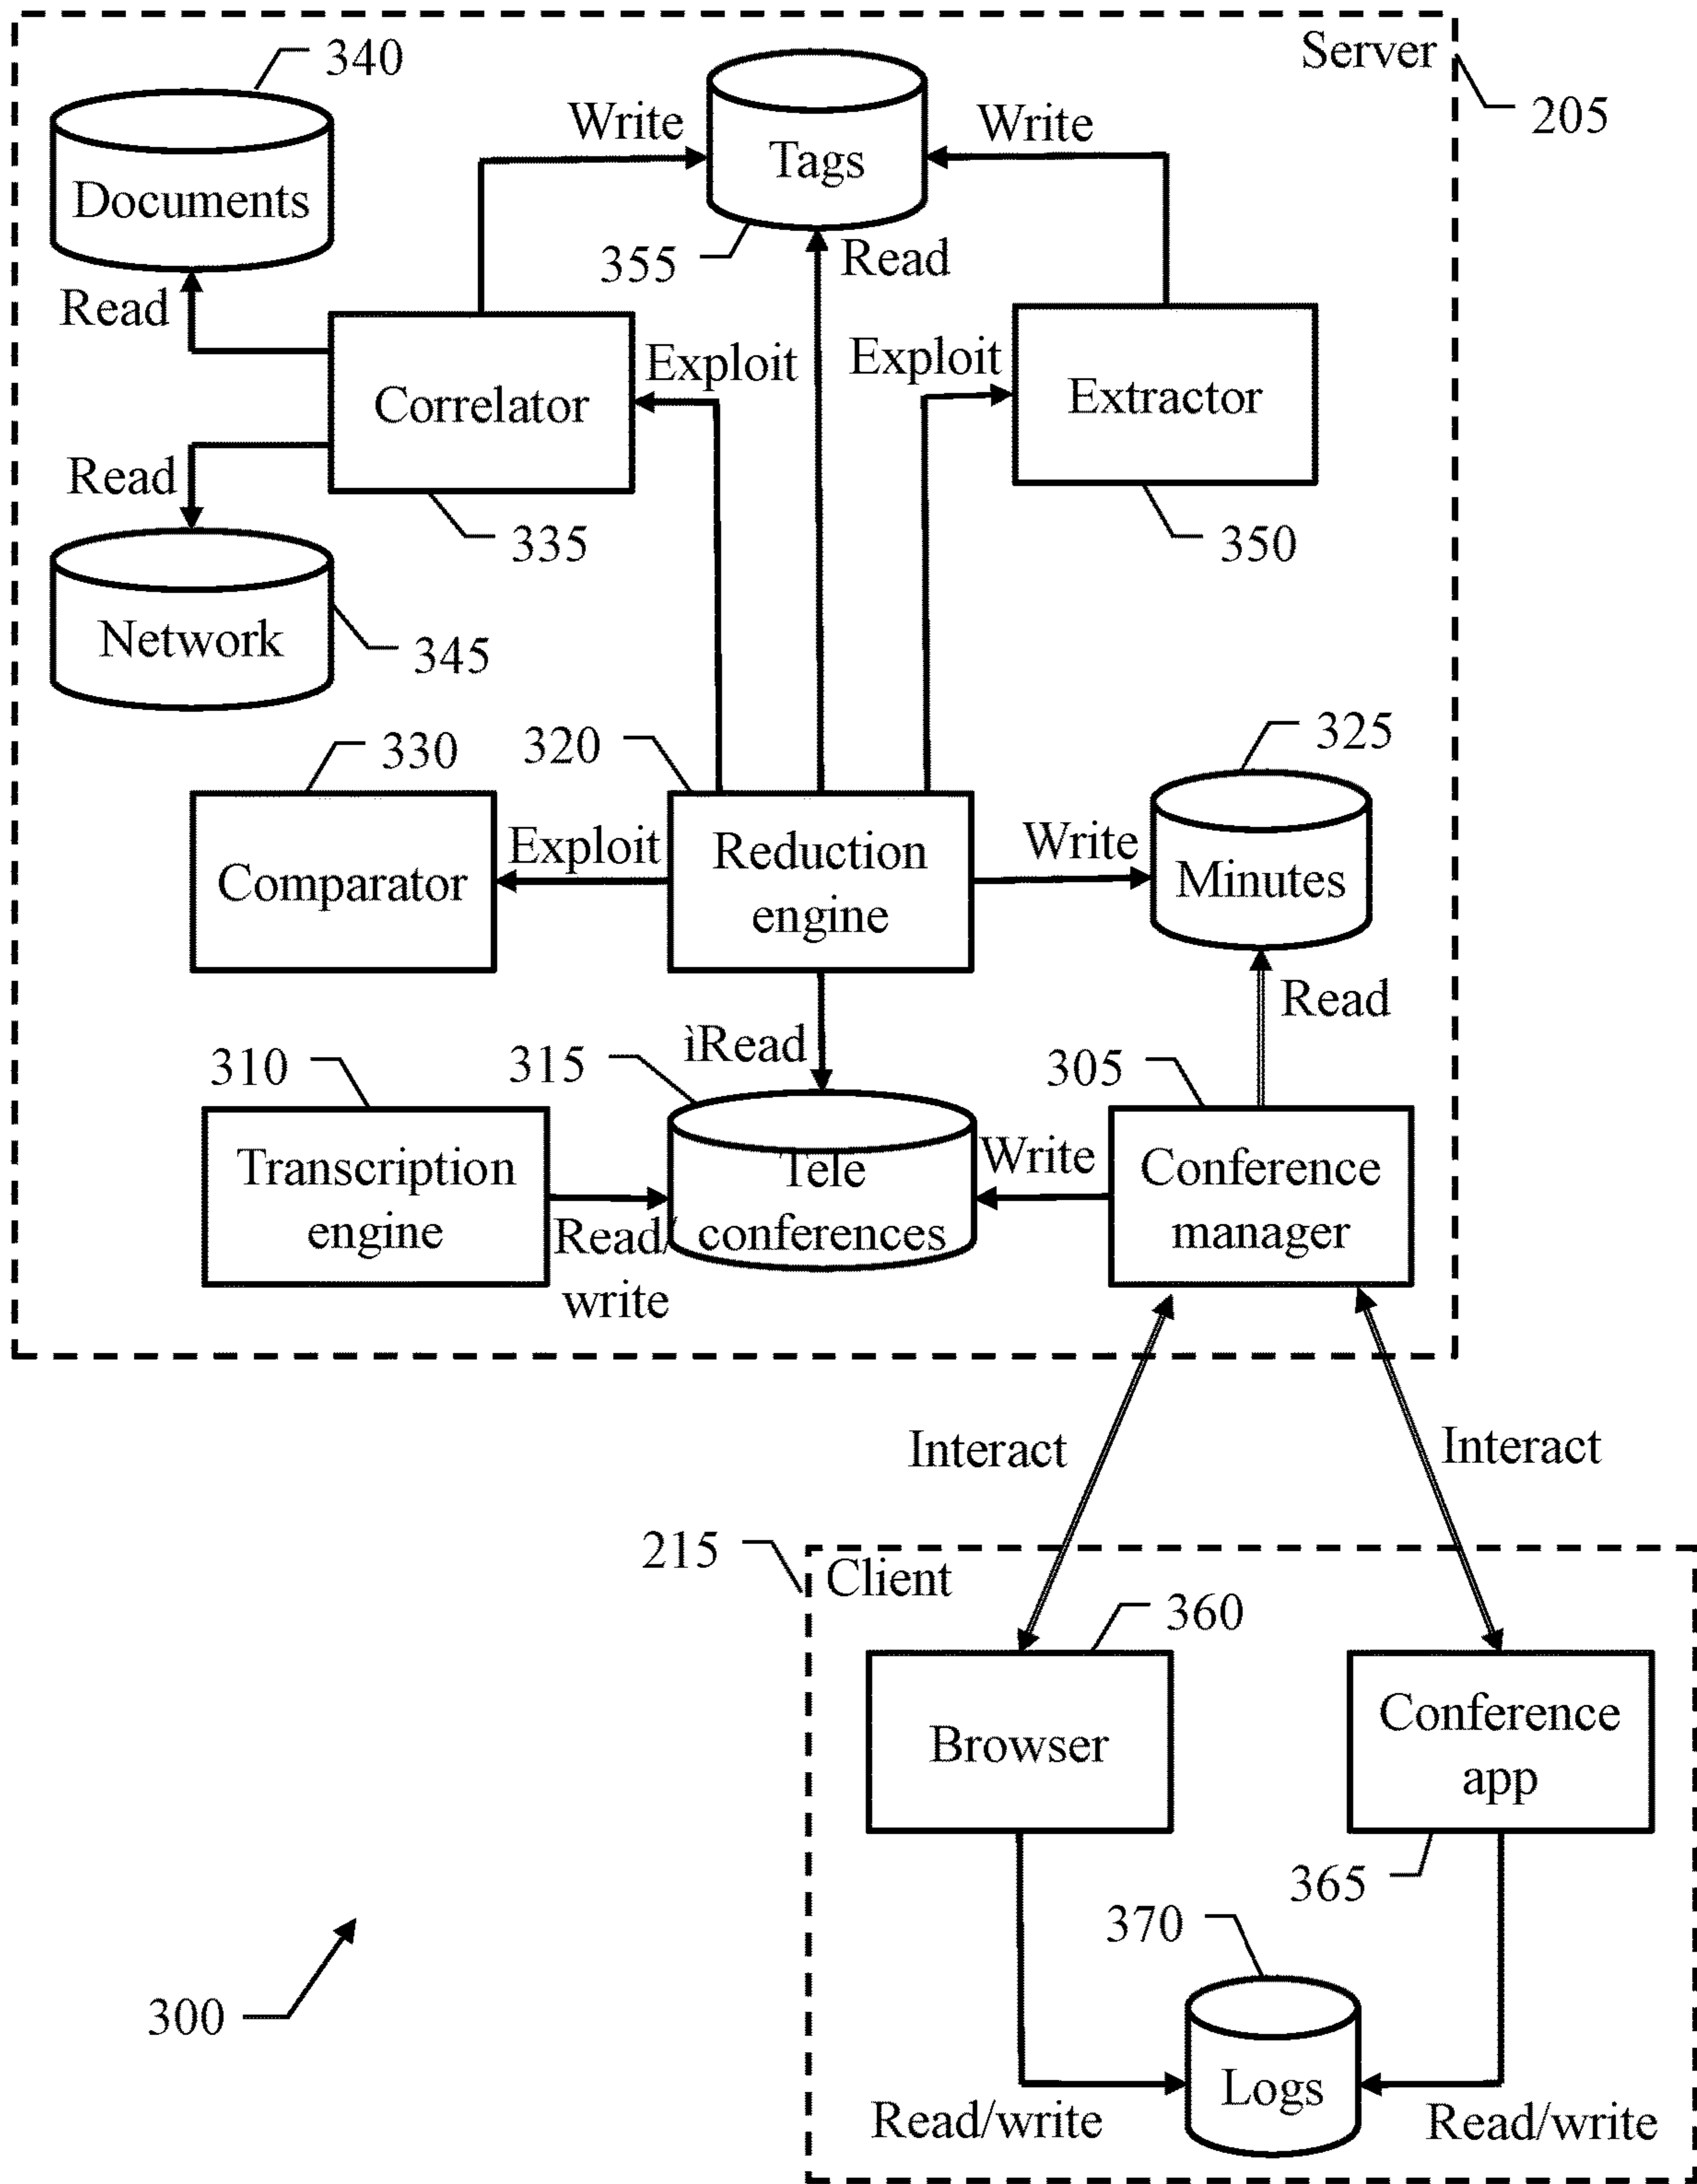 Server
205
340
Documents
Write
Tags
Write
355
Read
Read
Correlator
Exploit
Exploit
Extractor
Read
335
350
Network
345
330
320
325
Comparator
Exploit
Reduction
engine
Write
Minutes
Read
310
315
ìRead
305
Transcription
engine
Read/
write
Tele
conferences
Write
Conference
manager
Interact
Interact
215
Client
360
Browser
Conference
app
365
370
300
Logs
Read/write
Read/write